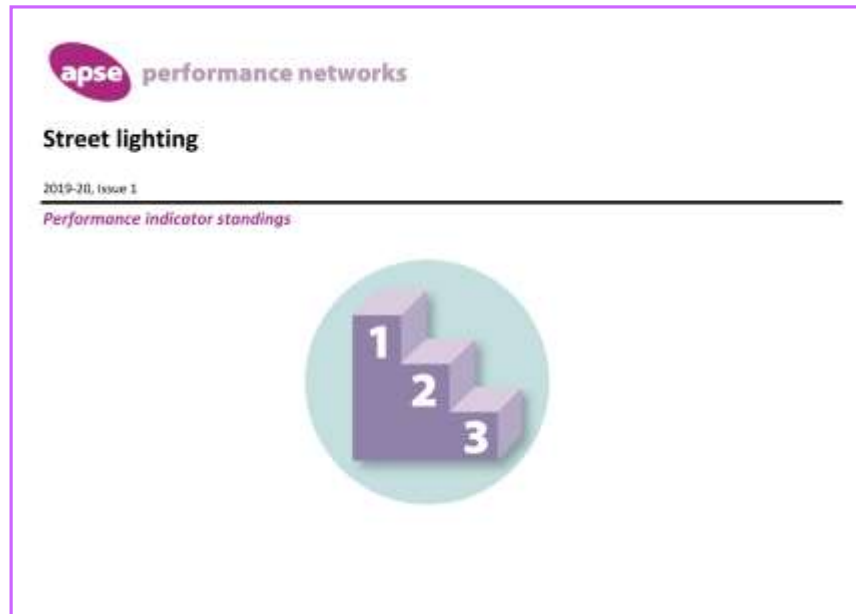 apse performance networks
Street lighting
2019-20, Issue 1
Performance indicator standings
1
2
3